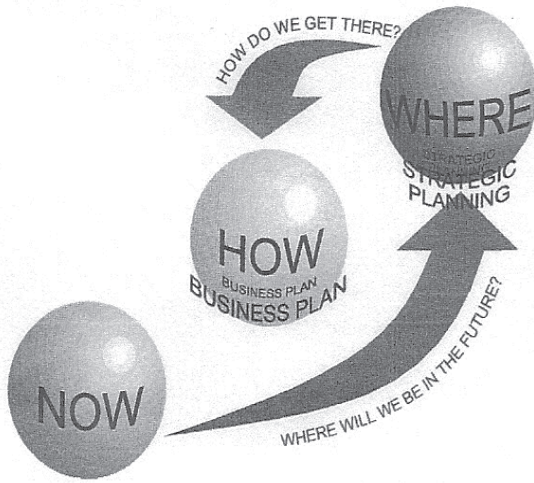 HOW DO WE GET THERE?
WHERE
STRATEGIC
STRATEGIC
PLANNING
HOW
BUSINESS PLAN
BUSINESS PLAN
NOW
WHERE WILL WE BE IN THE FUTURE?